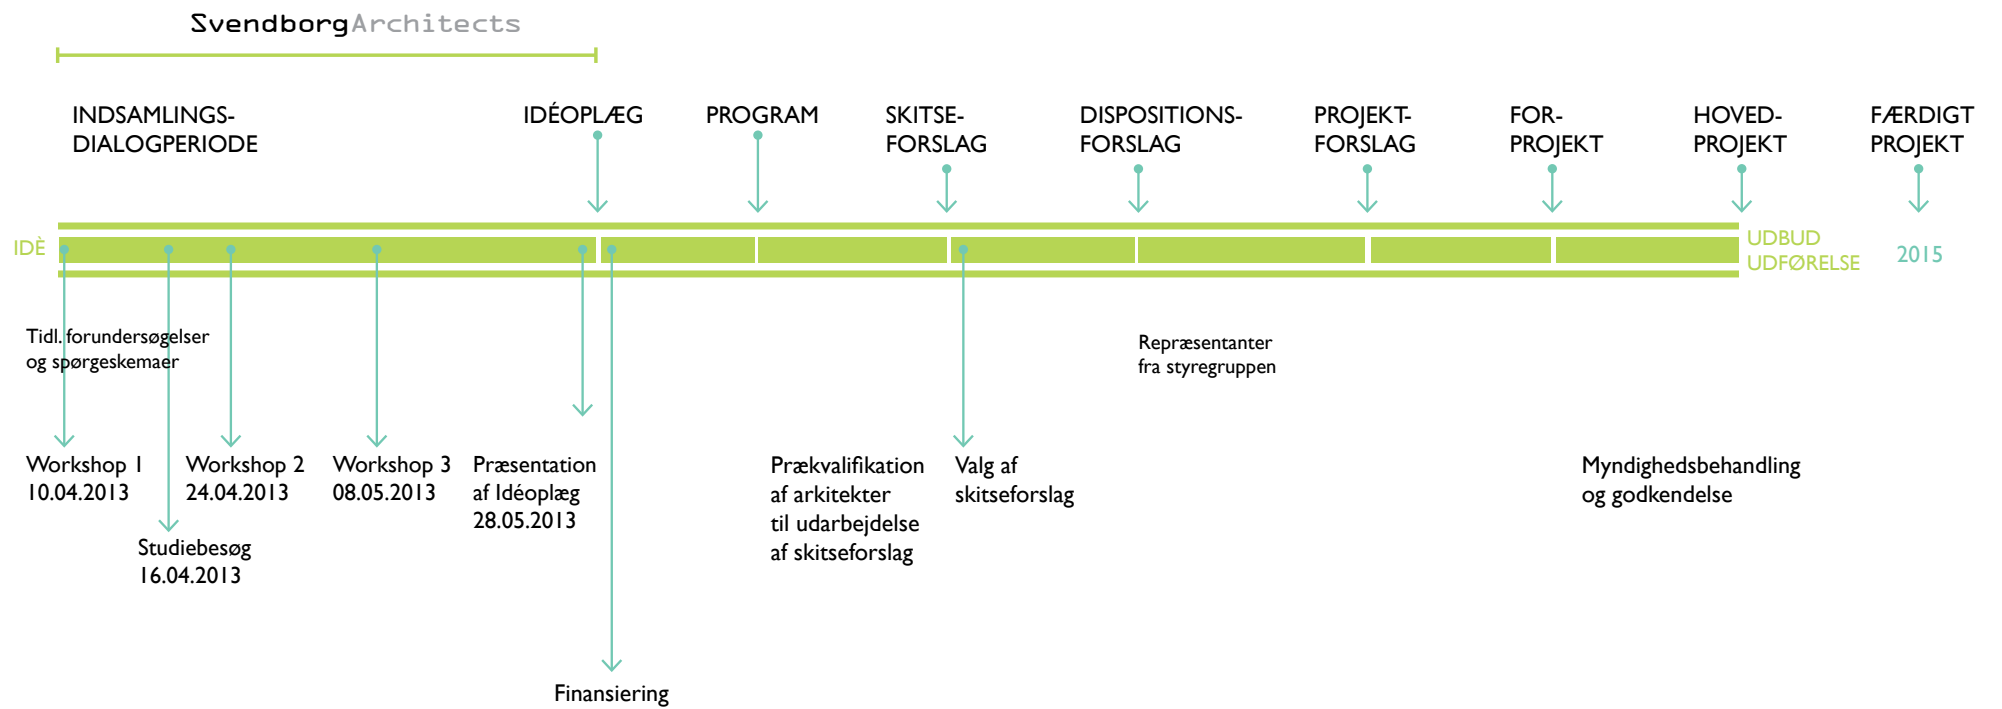 SvendborgArchitects
INDSAMLINGS-
DIALOGPERIODE
IDÉOPLÆG
PROGRAM
SKITSE-
FORSLAG
DISPOSITIONS-
FORSLAG
PROJEKT-
FORSLAG
FOR-
PROJEKT
HOVED-
PROJEKT
FÆRDIGT
PROJEKT
IDÈ
UDBUD
UDFØRELSE
2015
Tidl. forundersøgelser
og spørgeskemaer
Repræsentanter
fra styregruppen
Workshop 1
10.04.2013
Studiebesøg
16.04.2013
Workshop 2
24.04.2013
Workshop 3
08.05.2013
Præsentation
af Idéoplæg
28.05.2013
Finansiering
Prækvalifikation
af arkitekter
til udarbejdelse
af skitseforslag
Valg af
skitseforslag
Myndighedsbehandling
og godkendelse